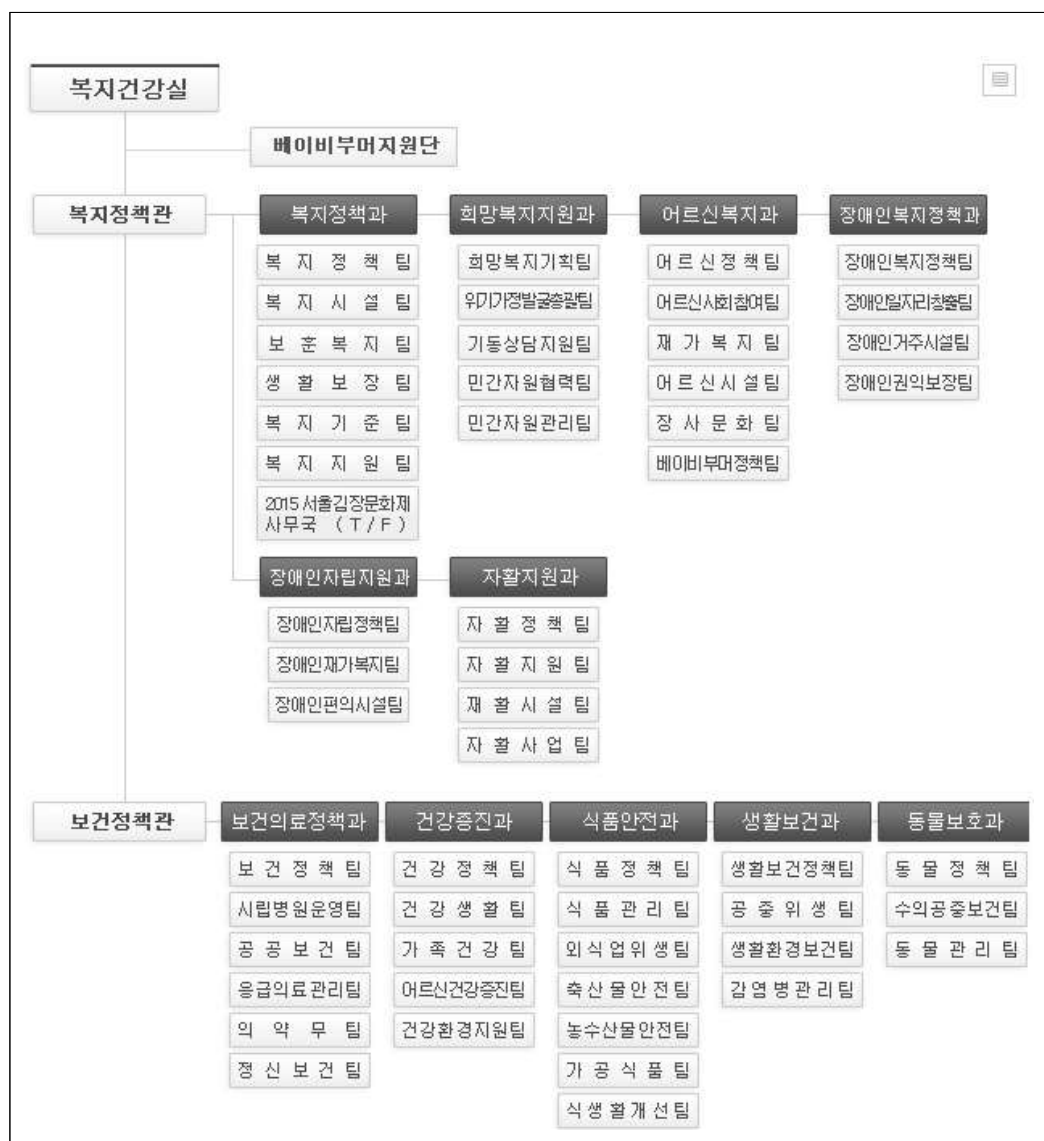 복지건강실
베이비부머지원단
복지정책관
복지정책과
복지정책팀
복지시설팀
보훈복지팀
생활보장팀
복지기준팀
복지지원팀
2015 서울김장문화제
사무국 (T/F)
희망복지지원과
희망복지기획팀
위기가정발굴총괄팀
기동상담지원팀
민간자원협력팀
민간자원관리팀
어르신복지과
어르신정책팀
어르신사회참여팀
재가복지팀
어르신시설팀
장사문화팀
베이비부머정책팀
장애인복지정책과
장애인복지정책팀
장애인일자리창출팀
장애인거주시설팀
장애인권익보장팀
장애인자립지원과
장애인자립정책팀
장애인재가복지팀
장애인편의시설팀
자활지원과
자활정책팀
자활지원팀
재활시설팀
자활사업팀
보건정책관
보건의료정책과
보건정책팀
시립병원운영팀
공공보건팀
응급의료관리팀
의약무팀
정신보건팀
건강증진과
건강정책팀
건강생활팀
가족건강팀
어르신건강증진팀
건강환경지원팀
식품안전과
식품정책팀
식품관리팀
외식업위생팀
축산물안전팀
농수산물안전팀
가공식품팀
식생활개선팀
생활보건과
생활보건정책팀
공중위생팀
생활환경보건팀
감염병관리팀
동물보호과
동물정책팀
수의공중보건팀
동물관리팀